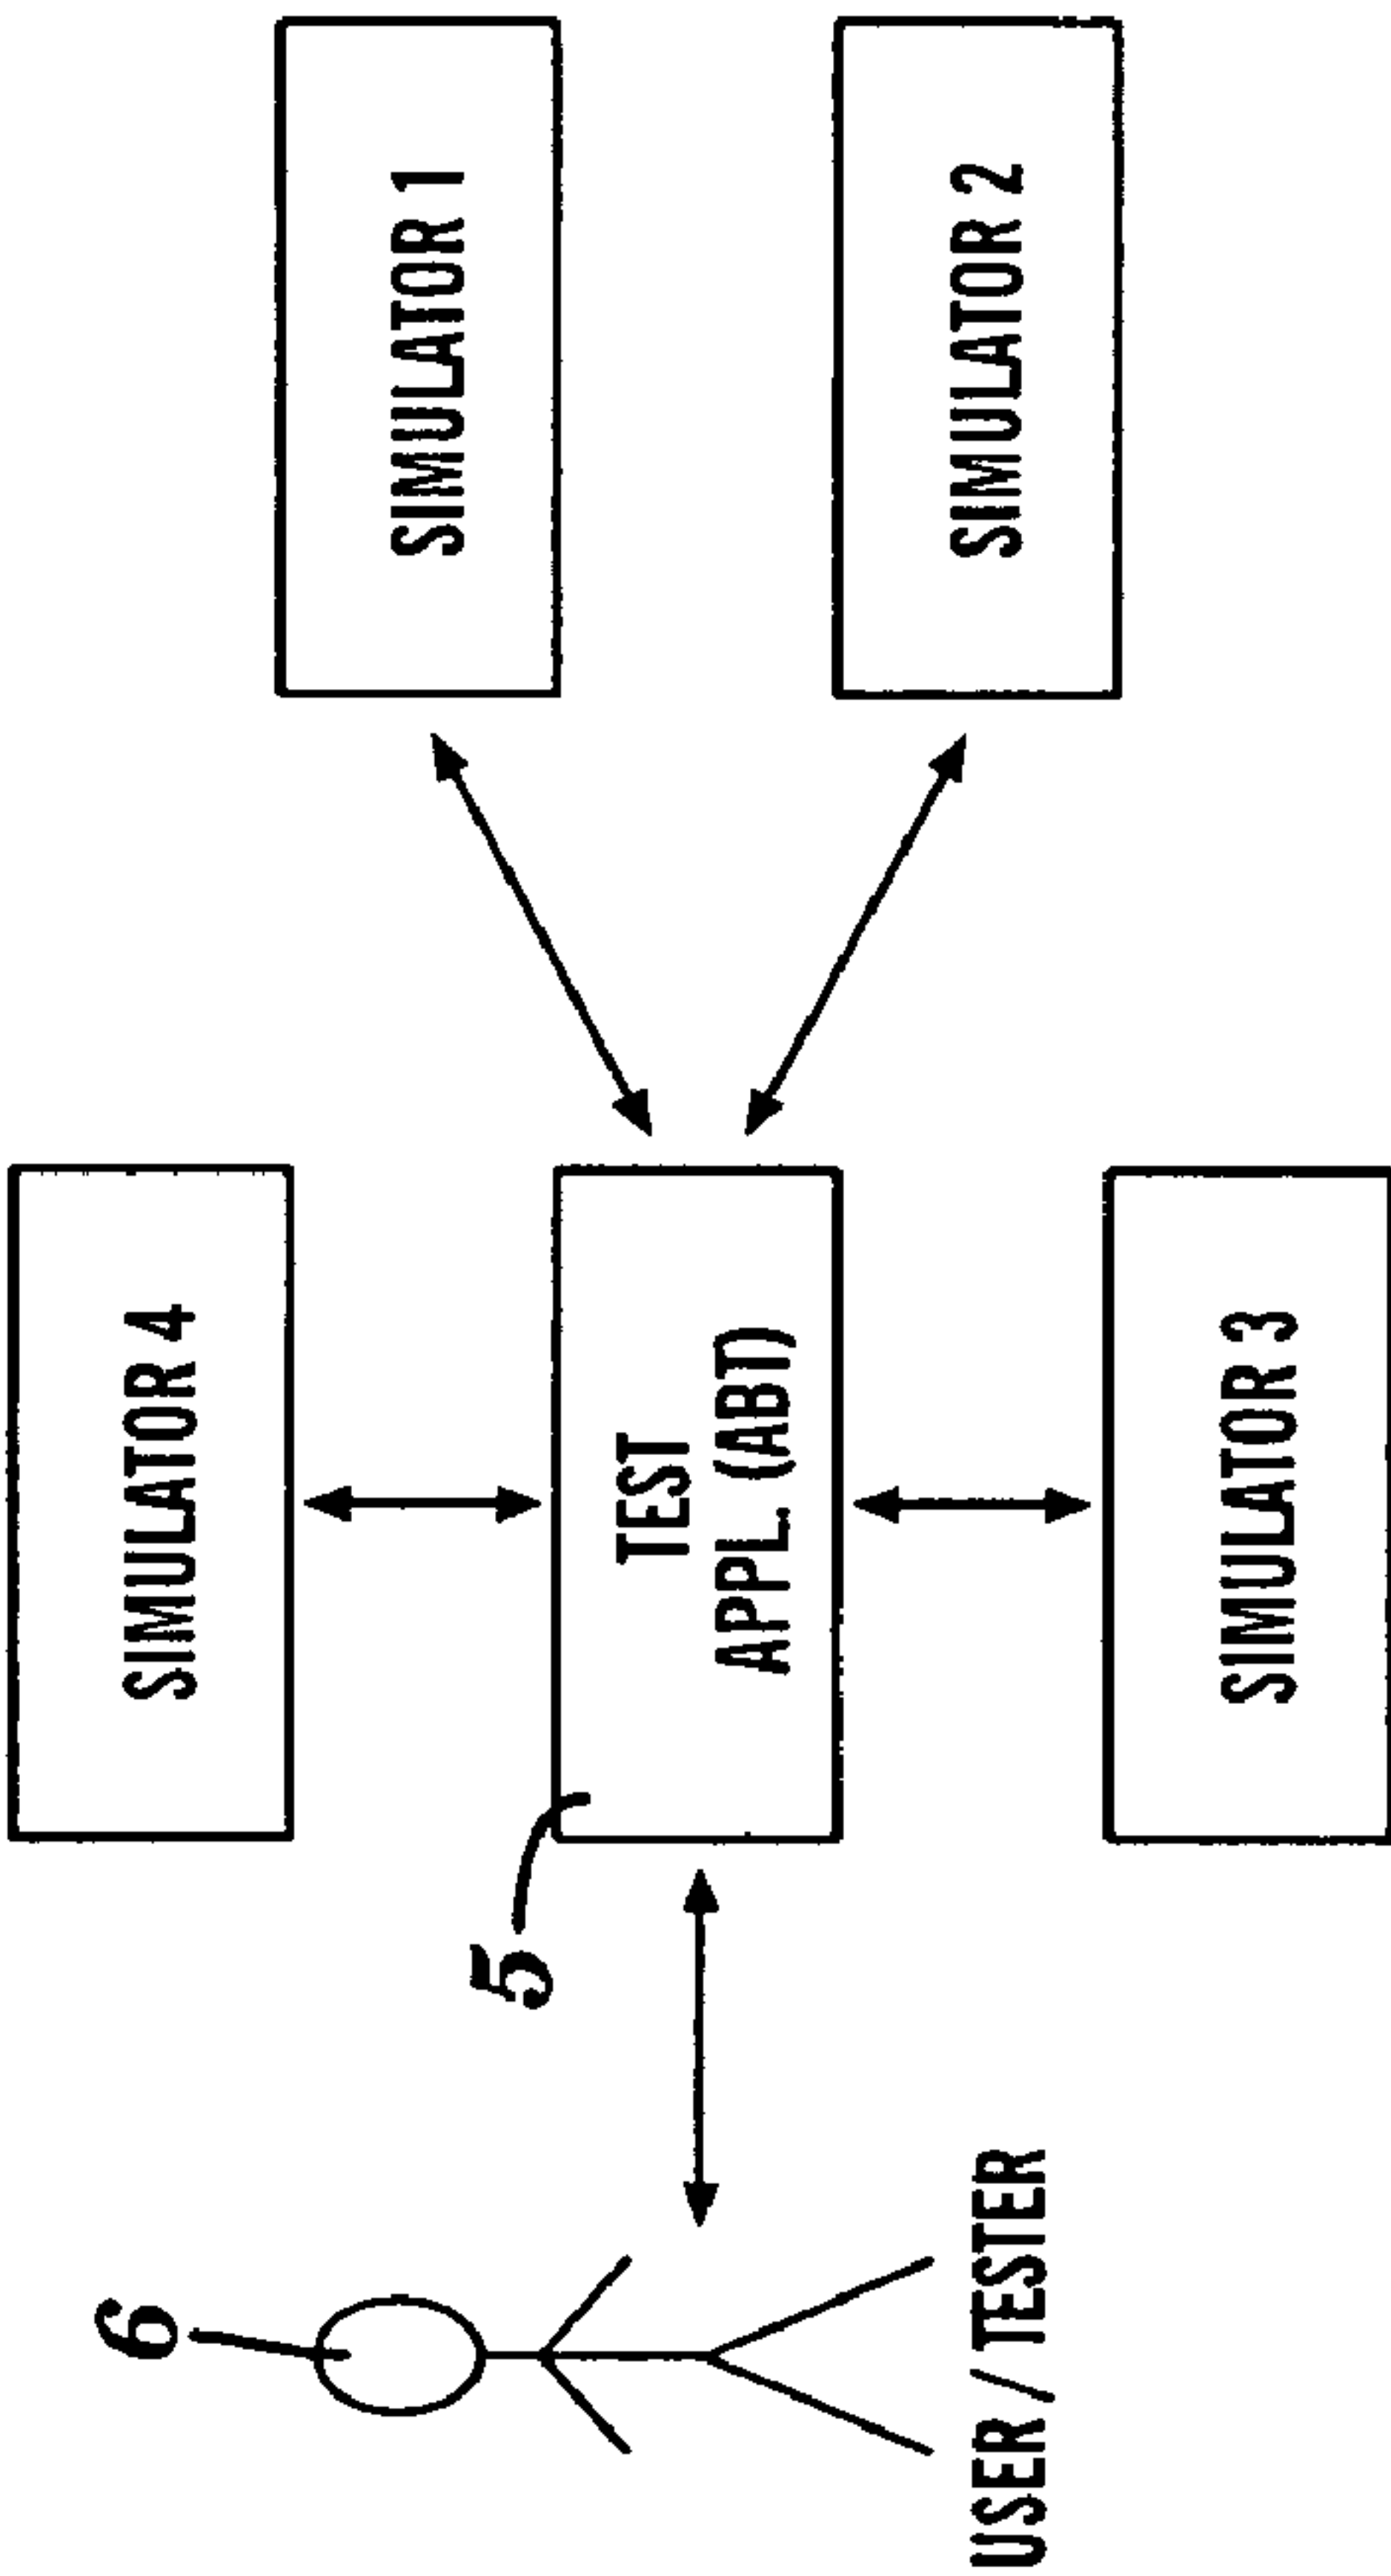 SIMULATOR 4
SIMULATOR 1
6
5
TEST
APPL. (ABT)
SIMULATOR 2
USER / TESTER
SIMULATOR 3